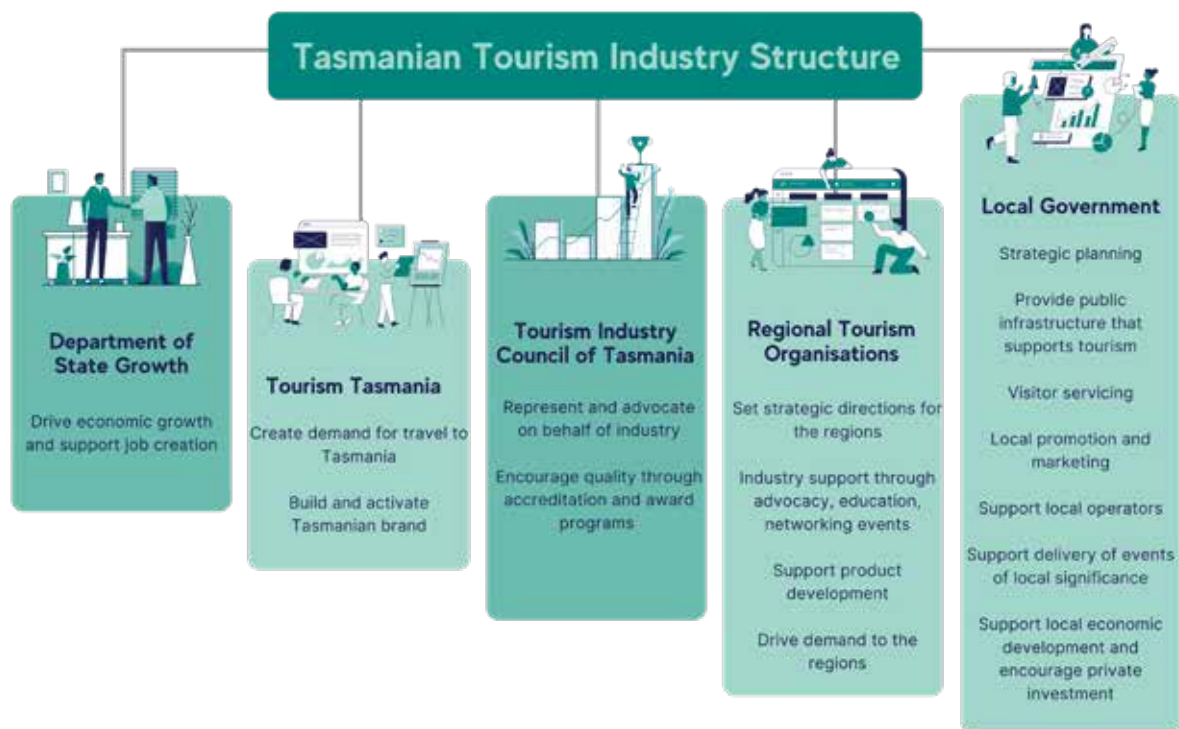 Tasmanian Tourism Industry Structure
Department of
State Growth
Drive economic growth
and support job creation
Tourism Tasmania
Create demand for travel to
Tasmania
Build and activate
Tasmanian brand
Tourism Industry
Council of Tasmania
Represent and advocate
on behalf of industry
Encourage quality through
accreditation and award
programs
Regional Tourism
Organisations
Set strategic directions for
the regions
Industry support through
advocacy, education,
networking events
Support product
development
Drive demand to the
regions
Local Government
Strategic planning
Provide public
infrastructure that
supports tourism
Visitor servicing
Local promotion and
marketing
Support local operators
Support delivery of events
of local significance
Support local economic
development and
encourage private
investment